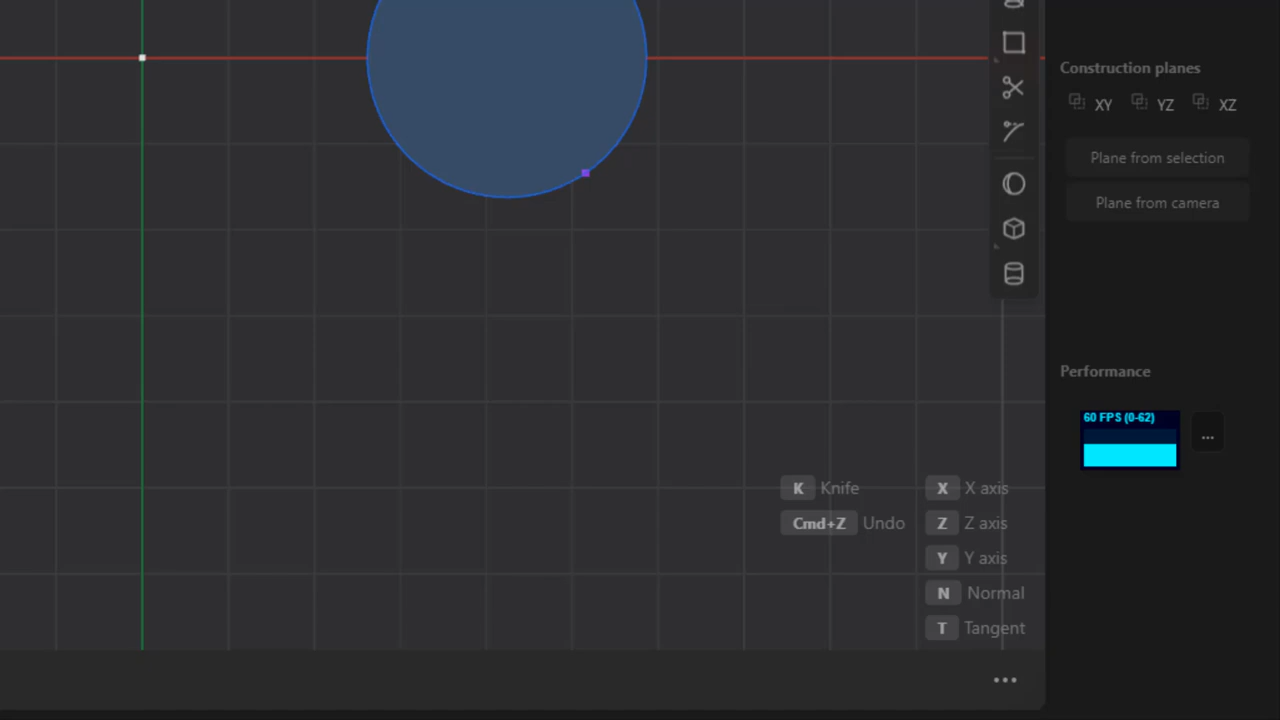 Construction planes
XY YZ XZ
Plane from selection
Plane from camera
Performance
60 FPS (0-62)
...
K Knife
Cmd+Z Undo
X X axis
Z Z axis
Y Y axis
N Normal
T Tangent